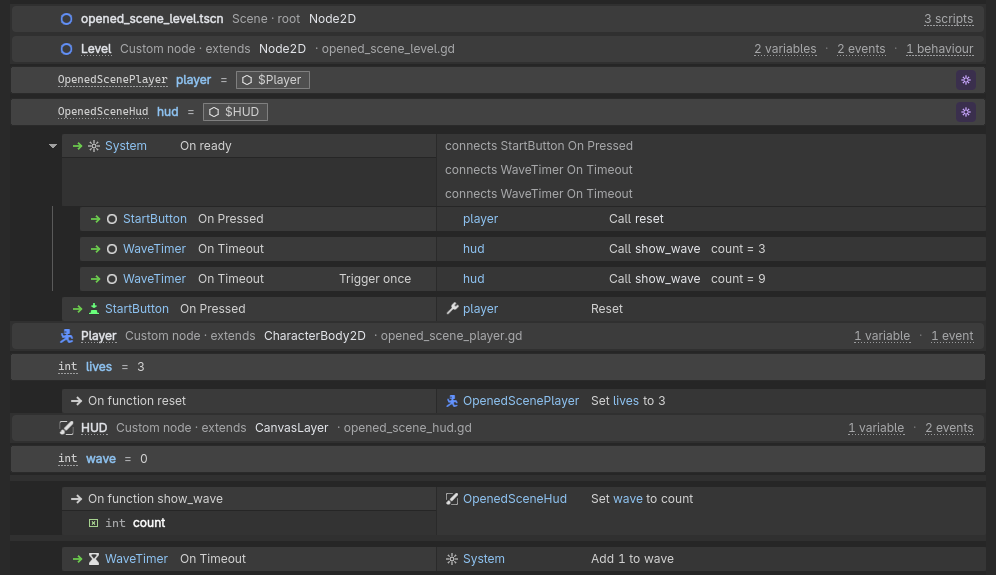 opened_scene_level.tscn Scene · root Node2D 3 scripts
Level Custom node · extends Node2D · opened_scene_level.gd 2 variables · 2 events · 1 behaviour
OpenedScenePlayer player = $Player
OpenedSceneHud hud = $HUD
System On ready connects StartButton On Pressed
connects WaveTimer On Timeout
connects WaveTimer On Timeout
StartButton On Pressed player Call reset
WaveTimer On Timeout hud Call show_wave count = 3
WaveTimer On Timeout Trigger once hud Call show_wave count = 9
StartButton On Pressed player Reset
Player Custom node · extends CharacterBody2D · opened_scene_player.gd 1 variable · 1 event
int lives = 3
On function reset OpenedScenePlayer Set lives to 3
HUD Custom node · extends CanvasLayer · opened_scene_hud.gd 1 variable · 2 events
int wave = 0
On function show_wave OpenedSceneHud Set wave to count
int count
WaveTimer On Timeout System Add 1 to wave